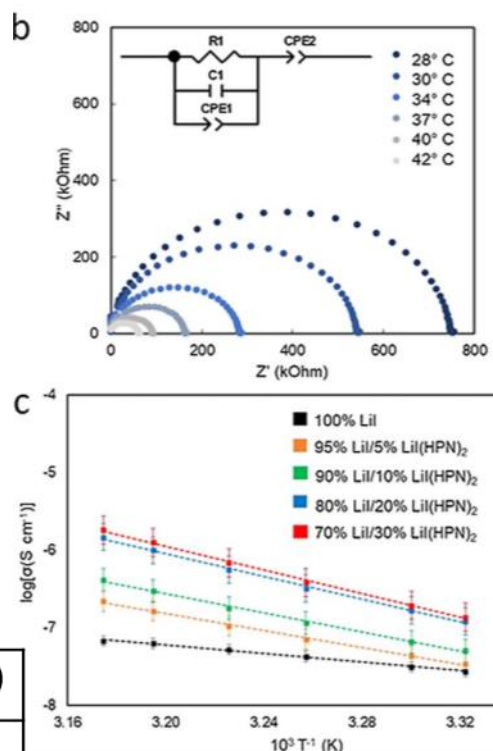 b
800
600
400
200
0
Z'' (kOhm)
R1
C1
CPE1
CPE2
28° C
30° C
34° C
37° C
40° C
42° C
0
200
400
600
800
Z' (kOhm)
c
-4
-5
-6
-7
-8
log[σ(S cm⁻¹)]
100% LiI
95% LiI/5% LiI(HPN)₂
90% LiI/10% LiI(HPN)₂
80% LiI/20% LiI(HPN)₂
70% LiI/30% LiI(HPN)₂
3.16
3.20
3.24
3.28
3.32
10³ T⁻¹ (K)
)